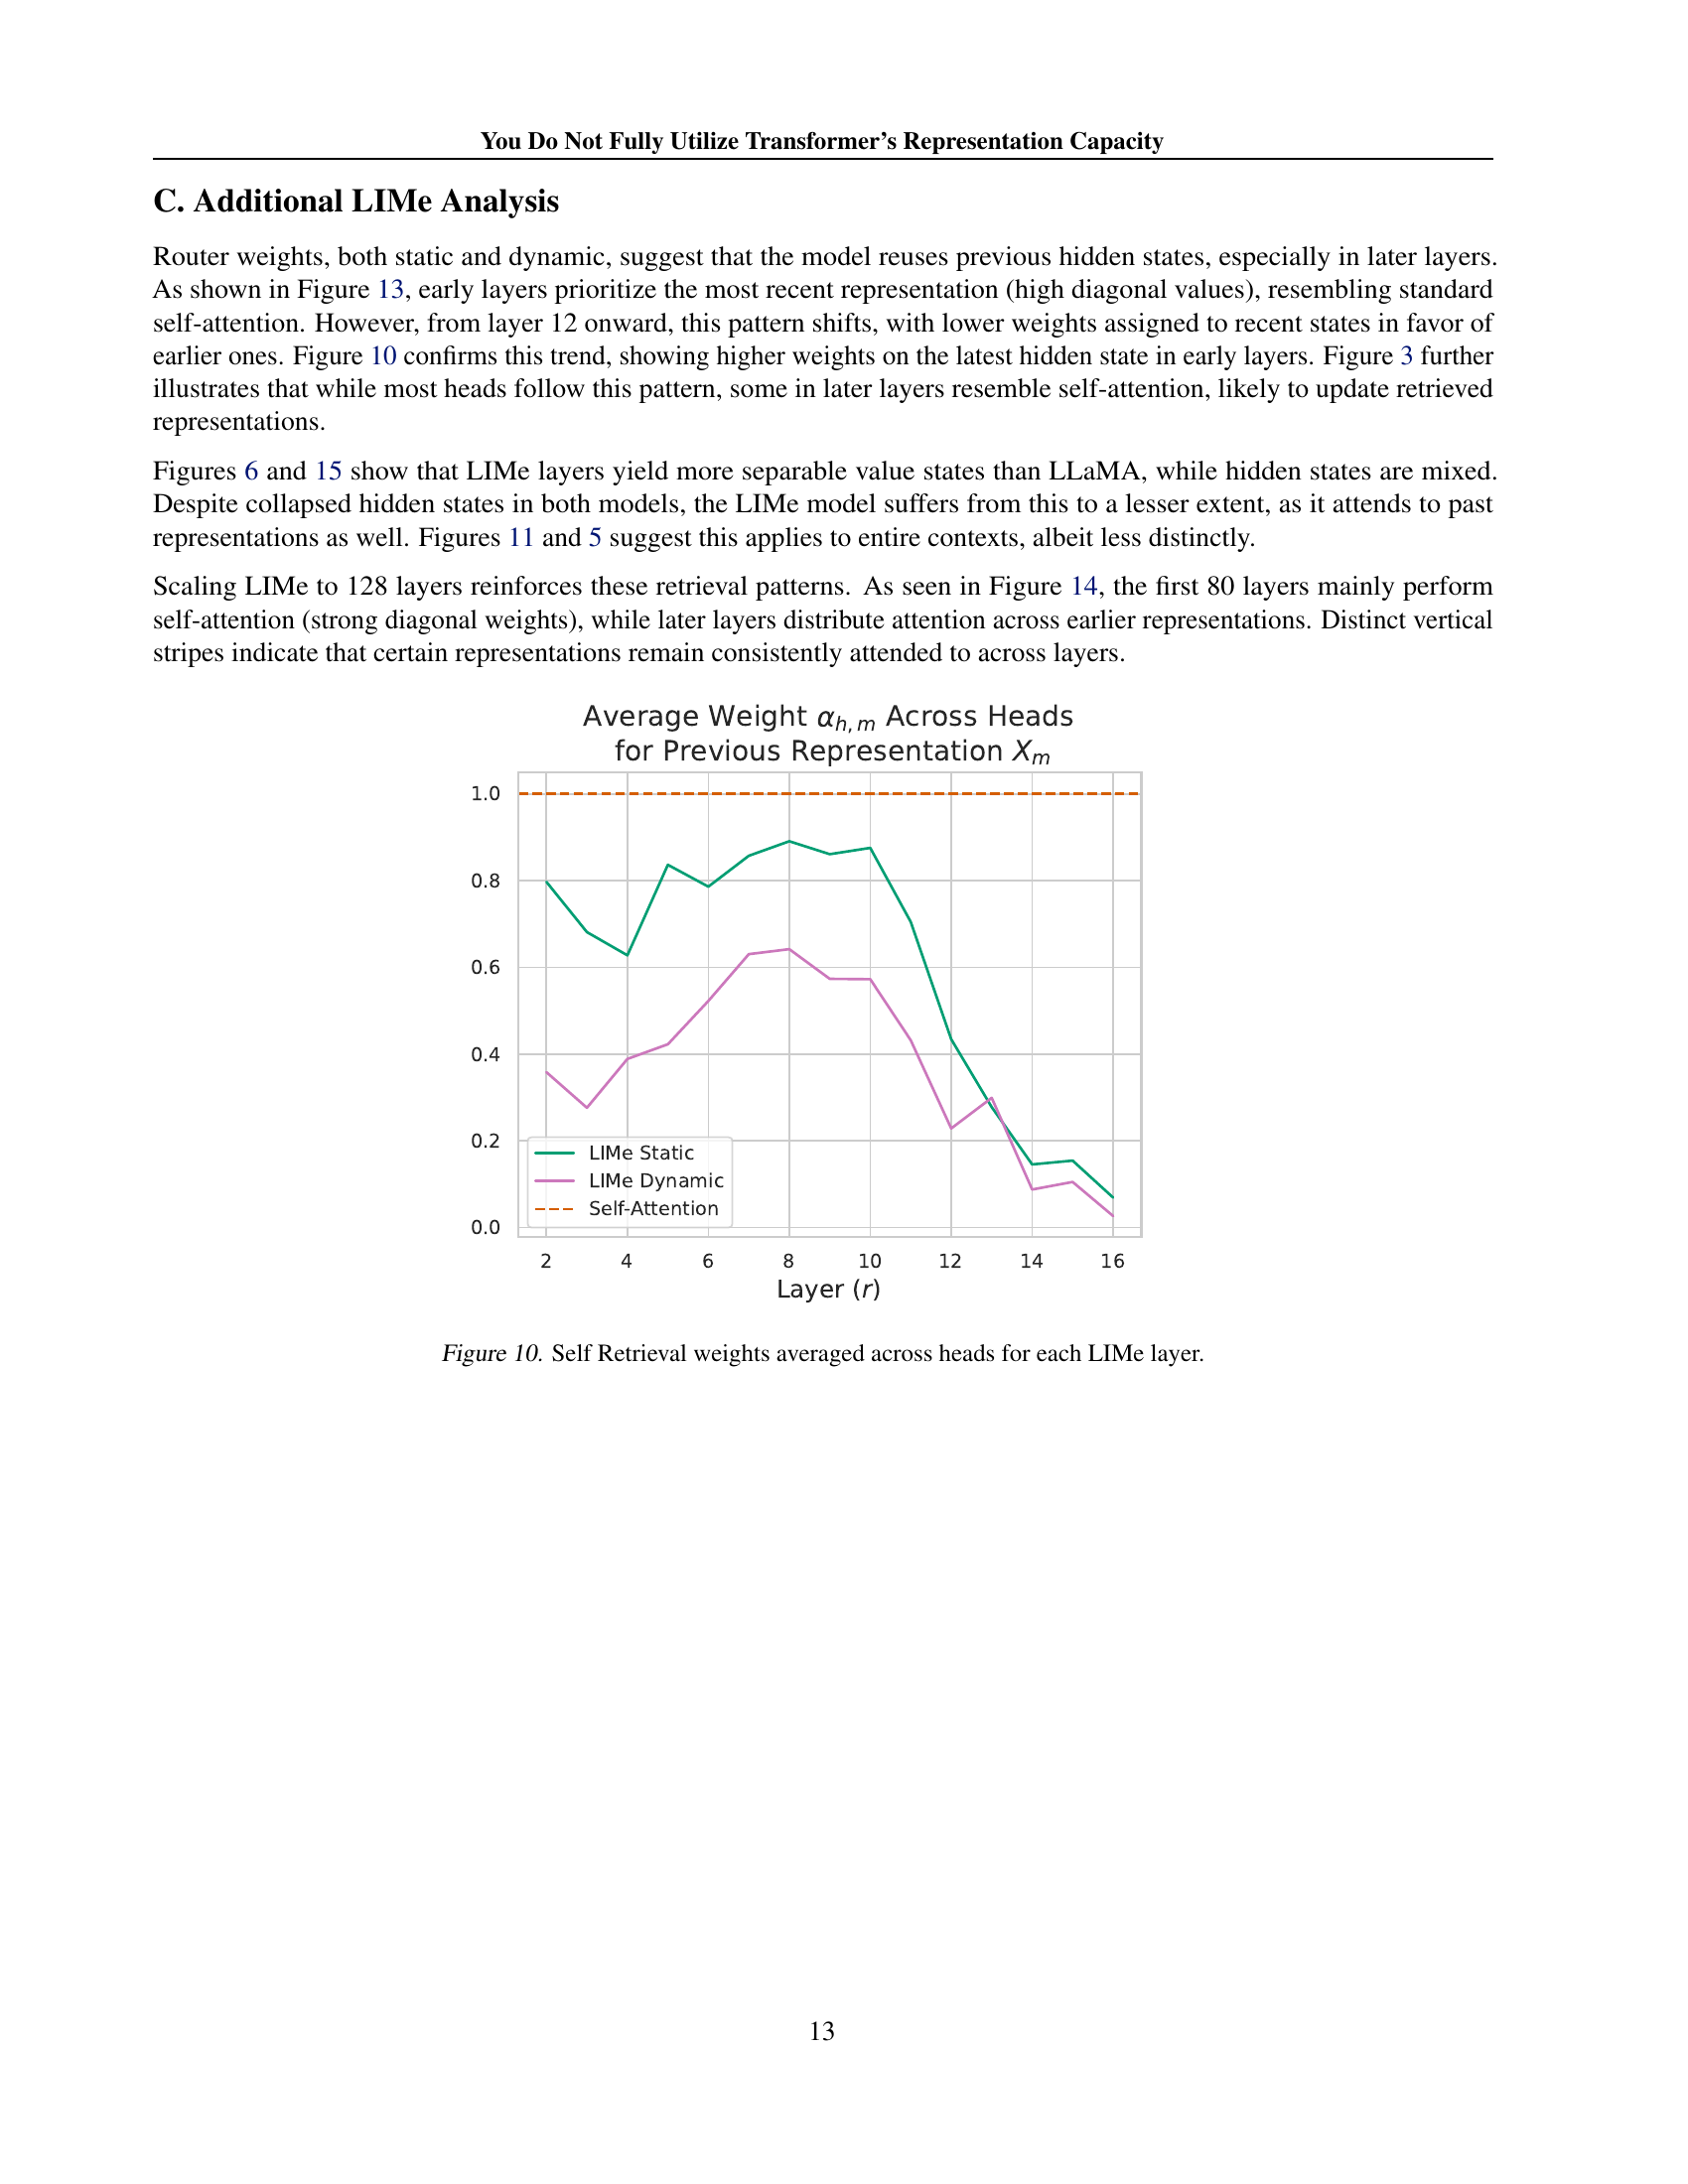 You Do Not Fully Utilize Transformer's Representation Capacity
C. Additional LIMe Analysis
Router weights, both static and dynamic, suggest that the model reuses previous hidden states, especially in later layers.
As shown in Figure 13, early layers prioritize the most recent representation (high diagonal values), resembling standard
self-attention. However, from layer 12 onward, this pattern shifts, with lower weights assigned to recent states in favor of
earlier ones. Figure 10 confirms this trend, showing higher weights on the latest hidden state in early layers. Figure 3 further
illustrates that while most heads follow this pattern, some in later layers resemble self-attention, likely to update retrieved
representations.
Figures 6 and 15 show that LIMe layers yield more separable value states than LLaMA, while hidden states are mixed.
Despite collapsed hidden states in both models, the LIMe model suffers from this to a lesser extent, as it attends to past
representations as well. Figures 11 and 5 suggest this applies to entire contexts, albeit less distinctly.
Scaling LIMe to 128 layers reinforces these retrieval patterns. As seen in Figure 14, the first 80 layers mainly perform
self-attention (strong diagonal weights), while later layers distribute attention across earlier representations. Distinct vertical
stripes indicate that certain representations remain consistently attended to across layers.
Average Weight α_{h,m} Across Heads
for Previous Representation X_m
1.0
0.8
0.6
0.4
0.2
0.0
LIMe Static
LIMe Dynamic
Self-Attention
2 4 6 8 10 12 14 16
Layer (r)
Figure 10. Self Retrieval weights averaged across heads for each LIMe layer.
13